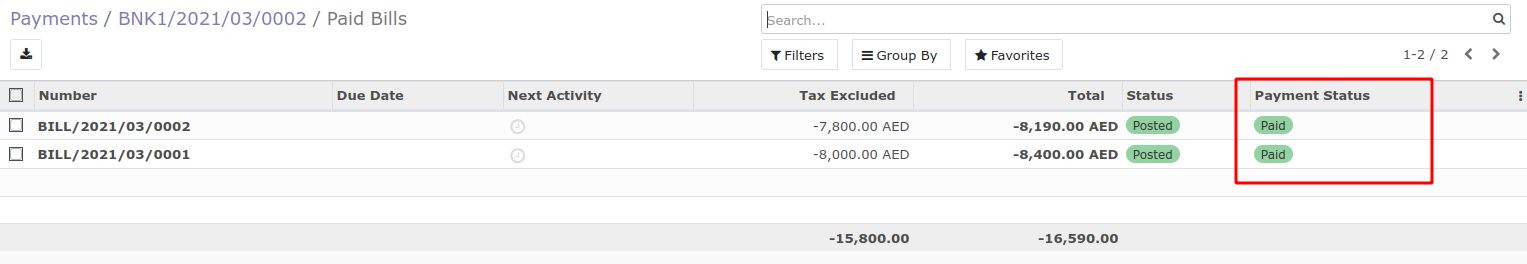 Payments / BNK1/2021/03/0002 / Paid Bills
Search...
Filters Group By Favorites 1-2 / 2
Number Due Date Next Activity Tax Excluded Total Status Payment Status
BILL/2021/03/0002 -7,800.00 AED -8,190.00 AED Posted Paid
BILL/2021/03/0001 -8,000.00 AED -8,400.00 AED Posted Paid
-15,800.00 -16,590.00